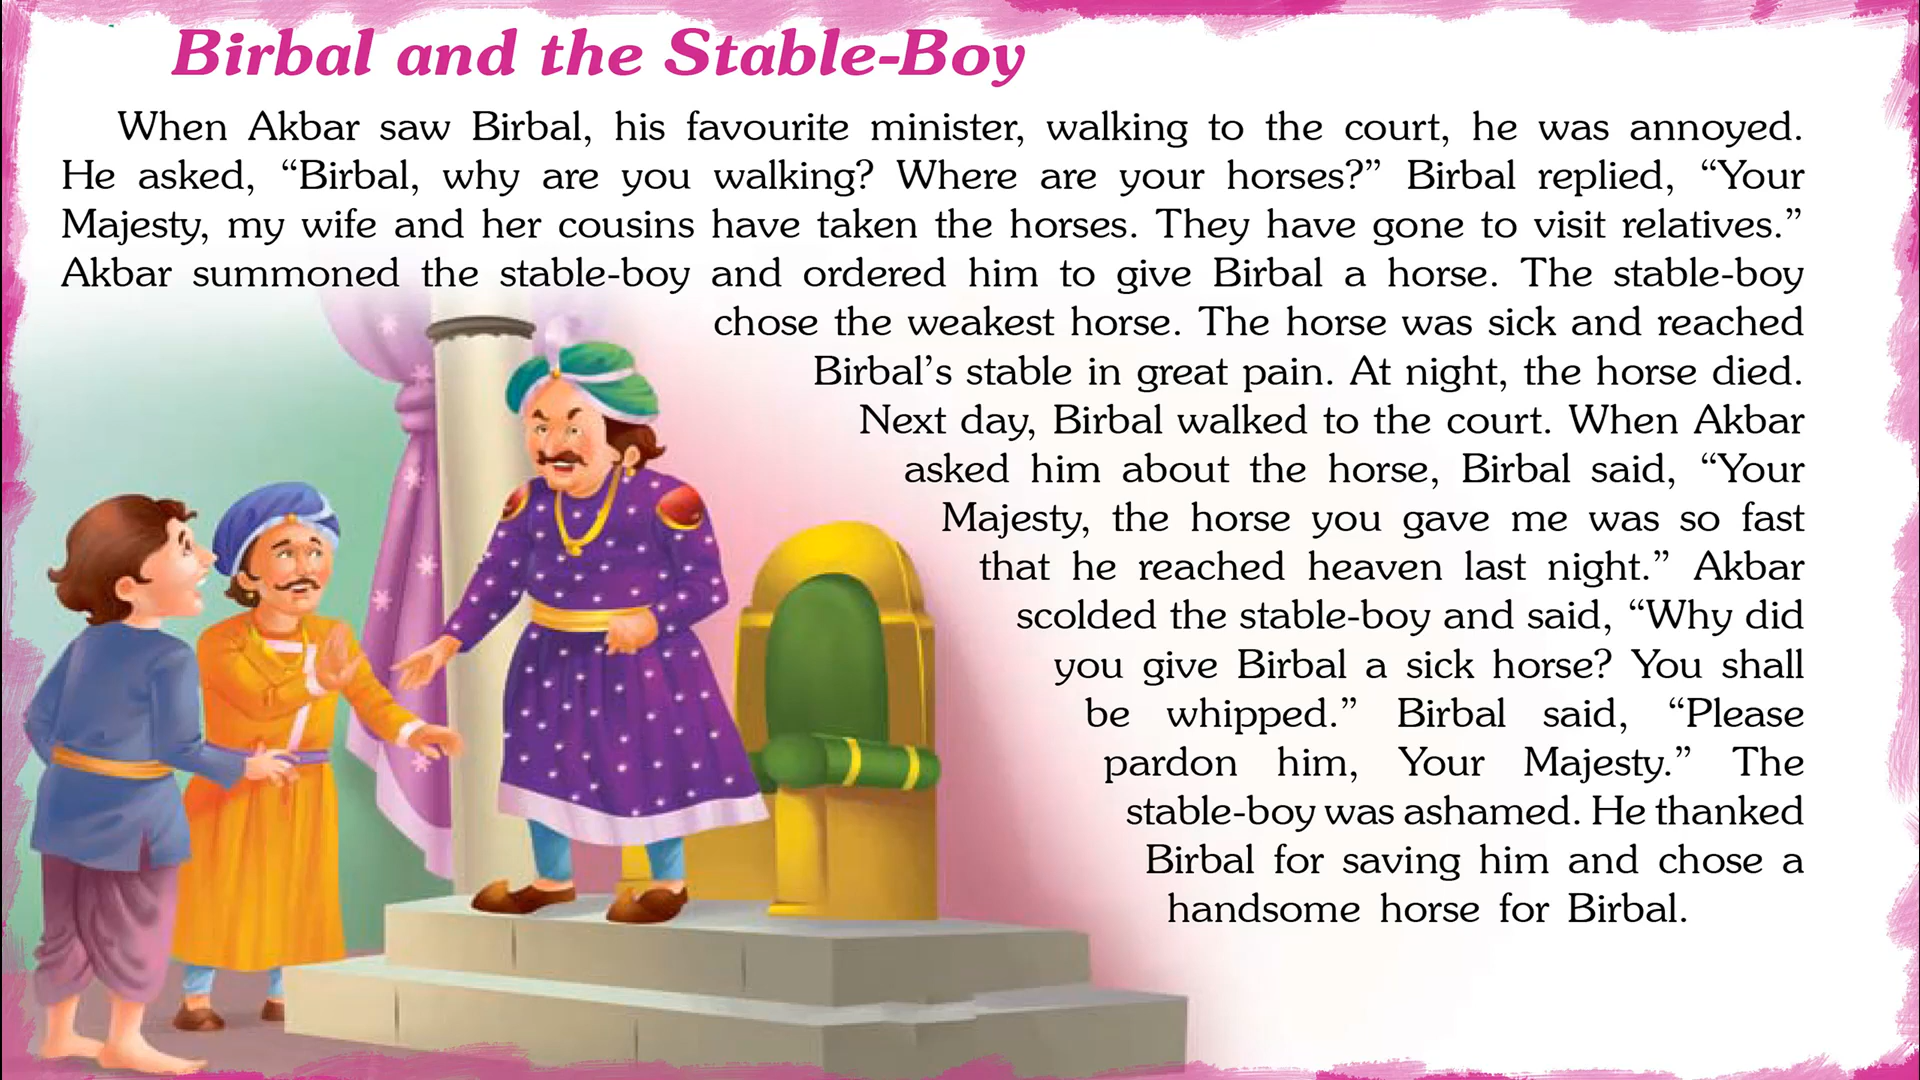 Birbal and the Stable-Boy
When Akbar saw Birbal, his favourite minister, walking to the court, he was annoyed.
He asked, “Birbal, why are you walking? Where are your horses?” Birbal replied, “Your
Majesty, my wife and her cousins have taken the horses. They have gone to visit relatives.”
Akbar summoned the stable-boy and ordered him to give Birbal a horse. The stable-boy
chose the weakest horse. The horse was sick and reached
Birbal’s stable in great pain. At night, the horse died.
Next day, Birbal walked to the court. When Akbar
asked him about the horse, Birbal said, “Your
Majesty, the horse you gave me was so fast
that he reached heaven last night.” Akbar
scolded the stable-boy and said, “Why did
you give Birbal a sick horse? You shall
be whipped.” Birbal said, “Please
pardon him, Your Majesty.” The
stable-boy was ashamed. He thanked
Birbal for saving him and chose a
handsome horse for Birbal.